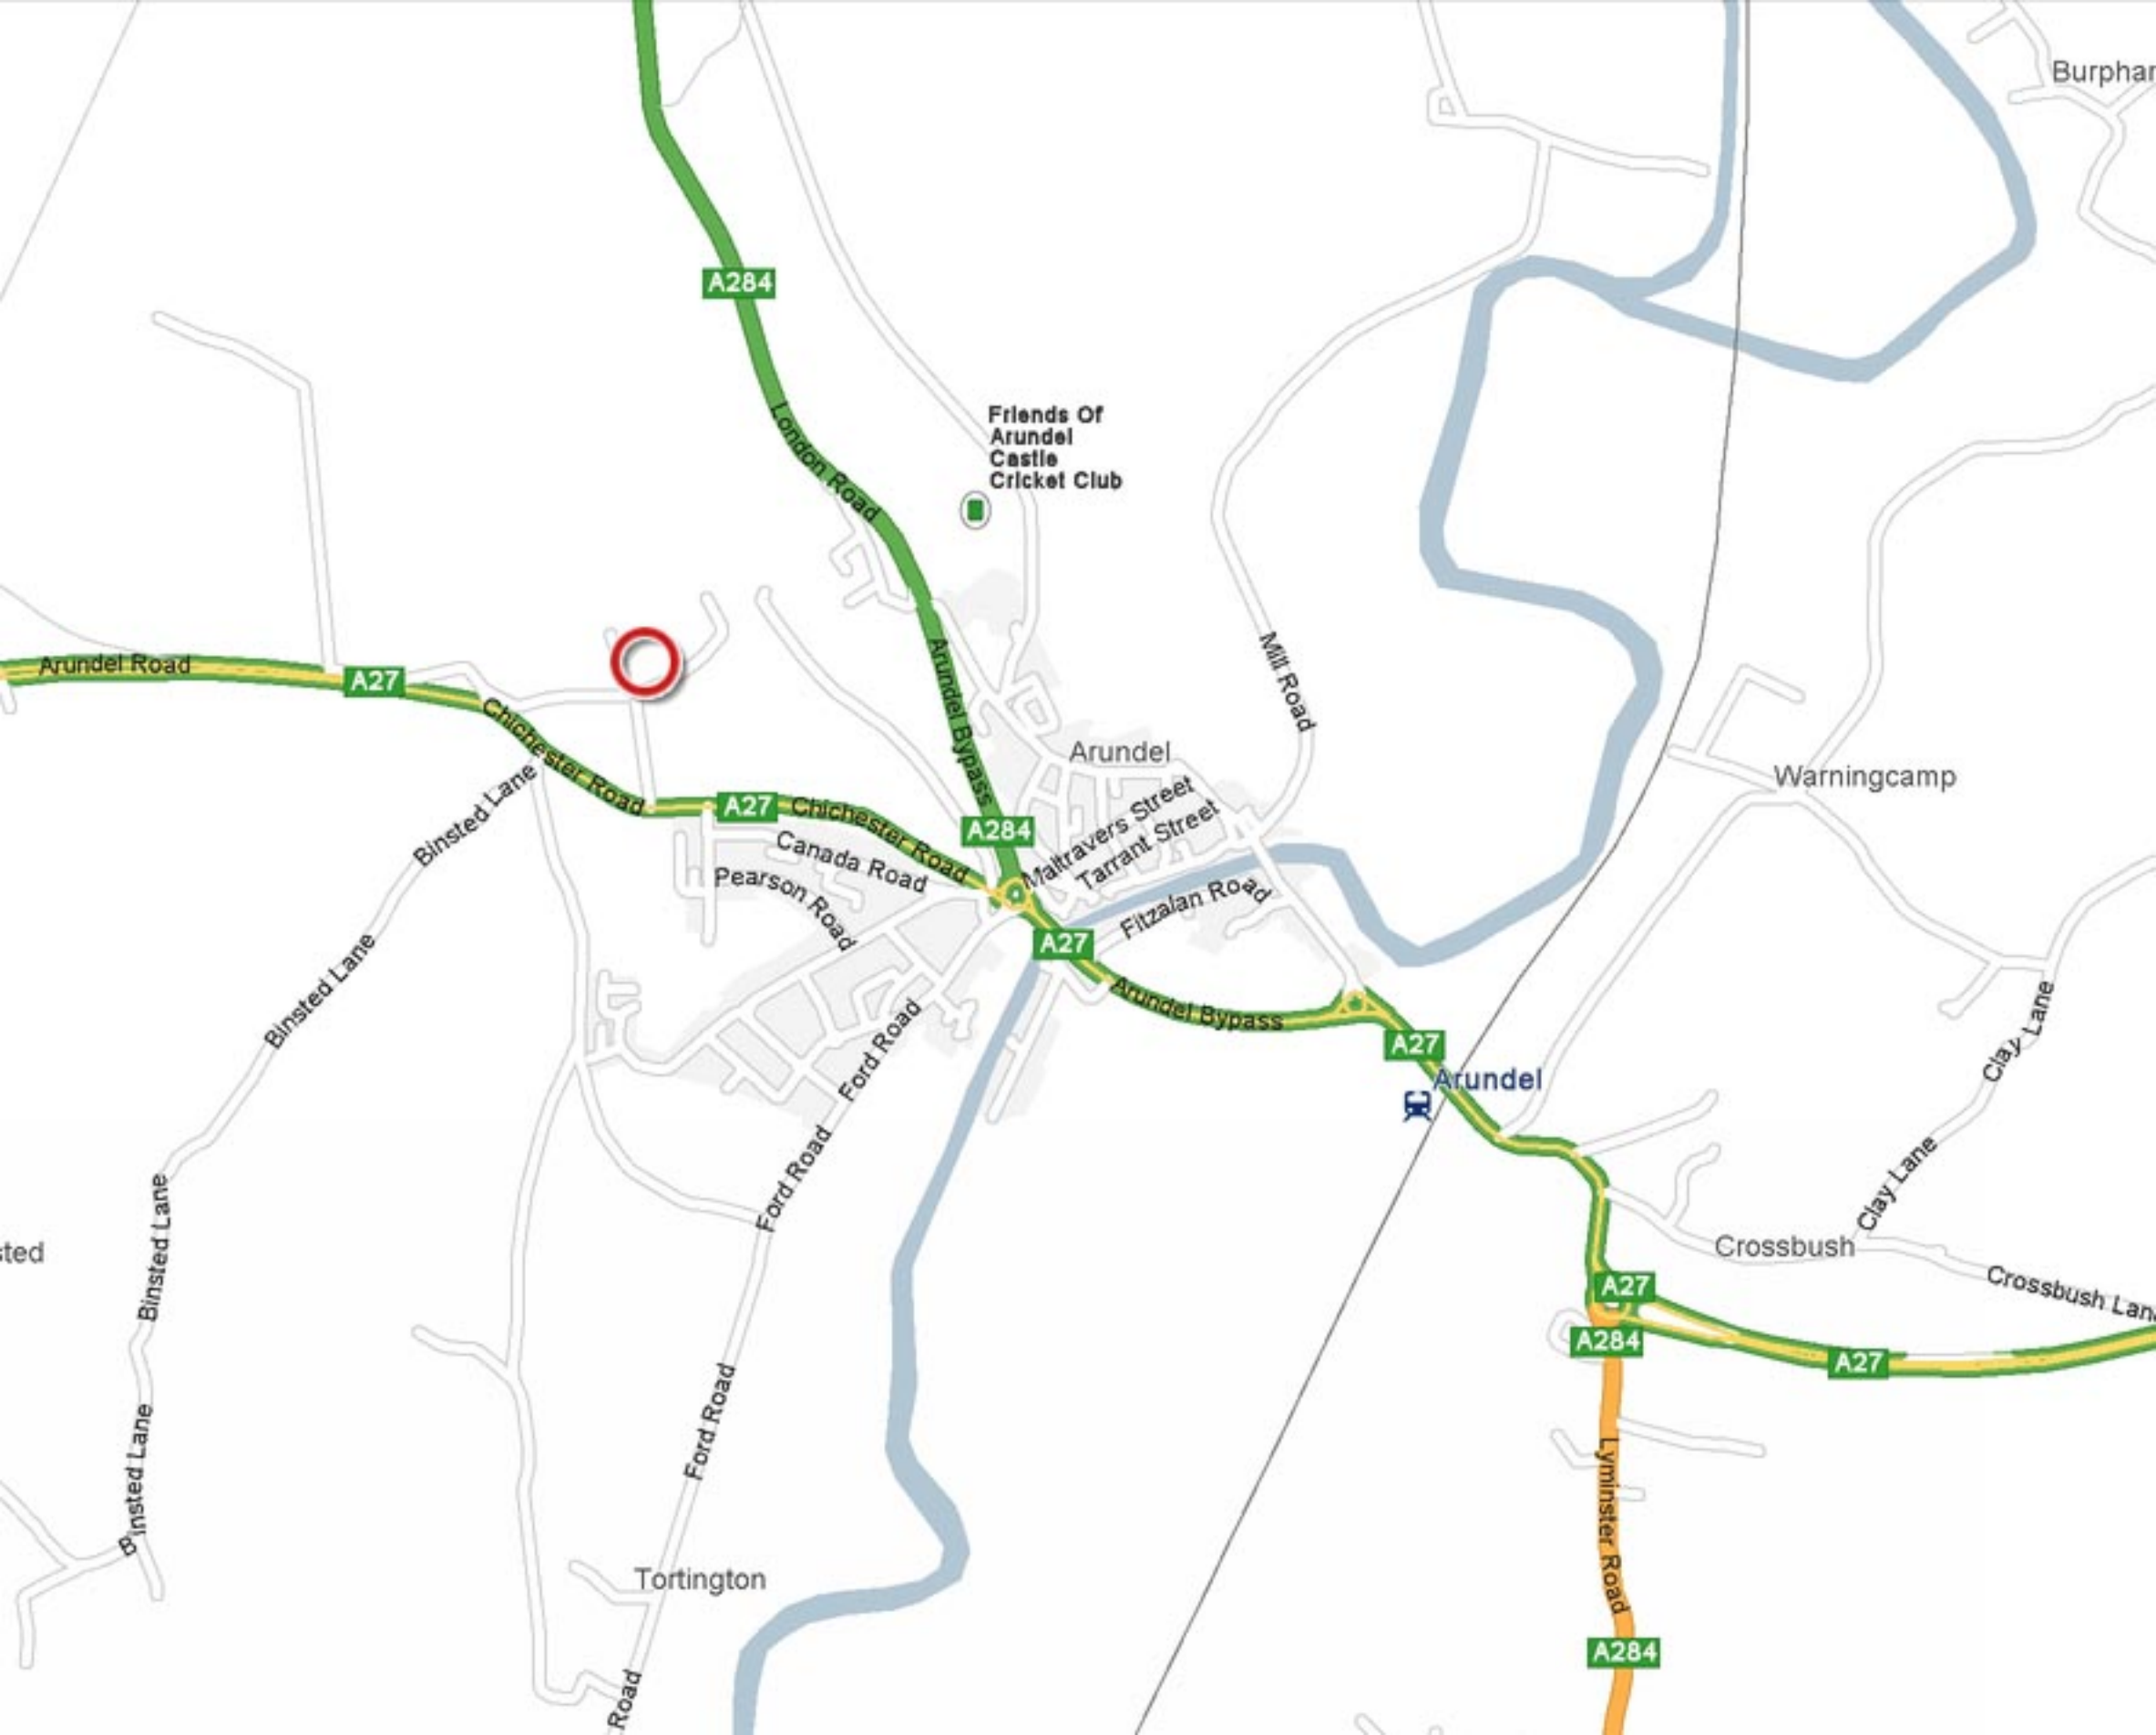 Burphar
A284
London Road
Friends Of
Arundel
Castle
Cricket Club
Mill Road
Arundel Road
A27
Chichester Road
Arundel Bypass
Arundel
Warningcamp
Binsted Lane
A27
Chichester Road
A284
Maltravers Street
Tarrant Street
Canada Road
Pearson Road
Fitzalan Road
A27
Arundel Bypass
Binsted Lane
Ford Road
A27
Arundel
Clay Lane
Ford Road
Clay Lane
Binsted Lane
sted
Crossbush
Crossbush Lane
A27
A284
A27
Ford Road
Binsted Lane
Lyminster Road
Tortington
A284
Road